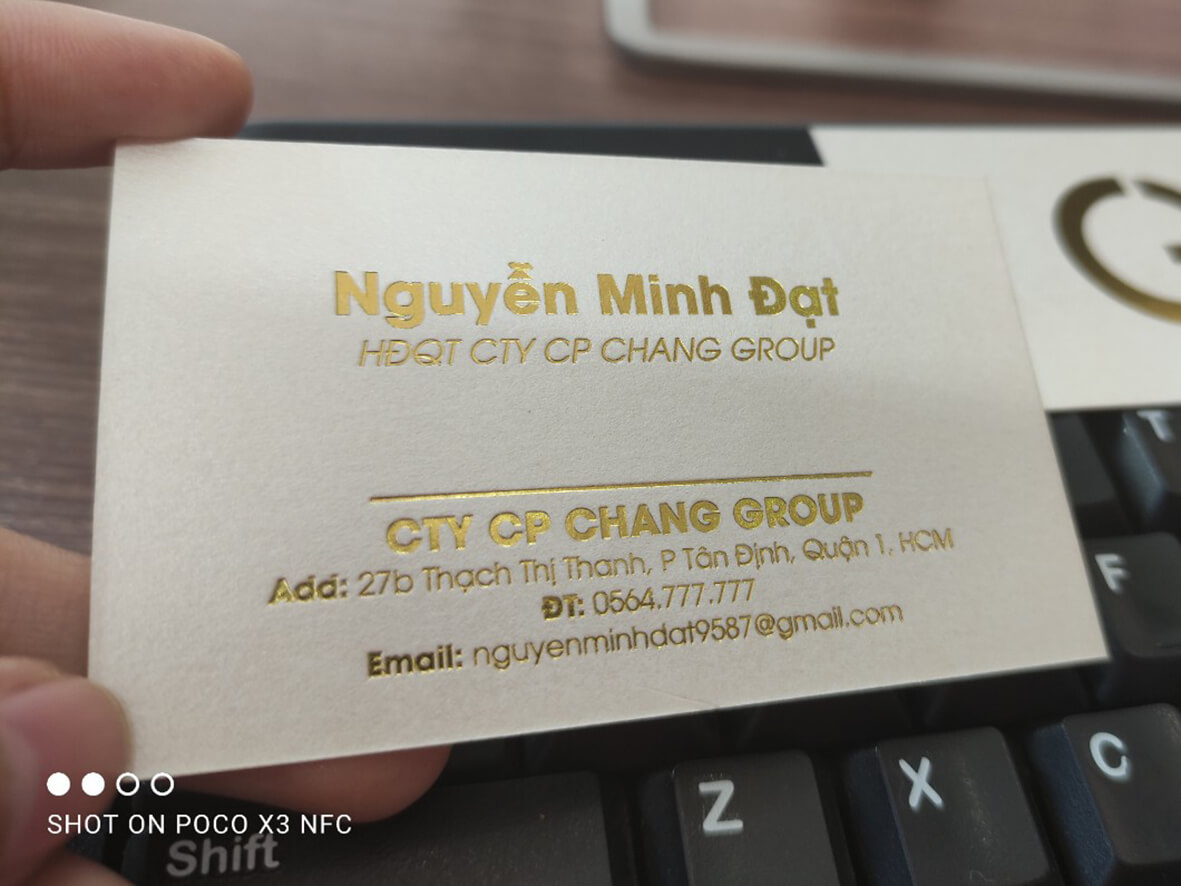 Nguyễn Minh Đạt
HĐQT CTY CP CHANG GROUP
CTY CP CHANG GROUP
Add: 27b Thạch Thị Thanh, P Tân Định, Quận 1, HCM
ĐT: 0564.777.777
Email: nguyenminhdat9587@gmail.com
T
F
Z X C
Shift
SHOT ON POCO X3 NFC